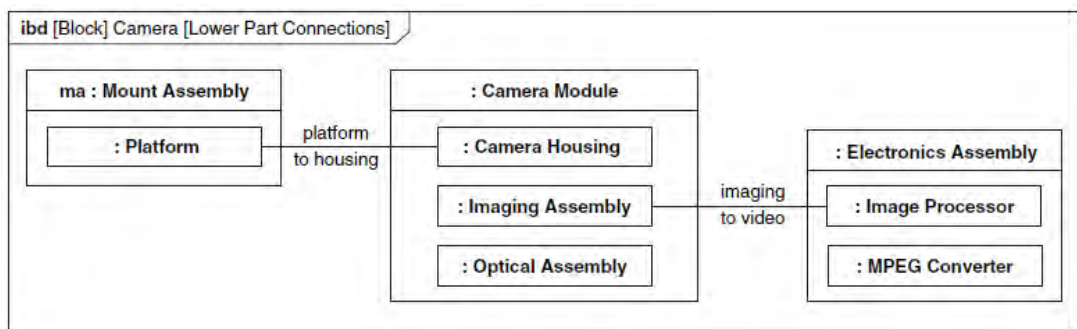 ibd [Block] Camera [Lower Part Connections]
ma : Mount Assembly
: Platform
platform
to housing
: Camera Module
: Camera Housing
: Imaging Assembly
: Optical Assembly
imaging
to video
: Electronics Assembly
: Image Processor
: MPEG Converter